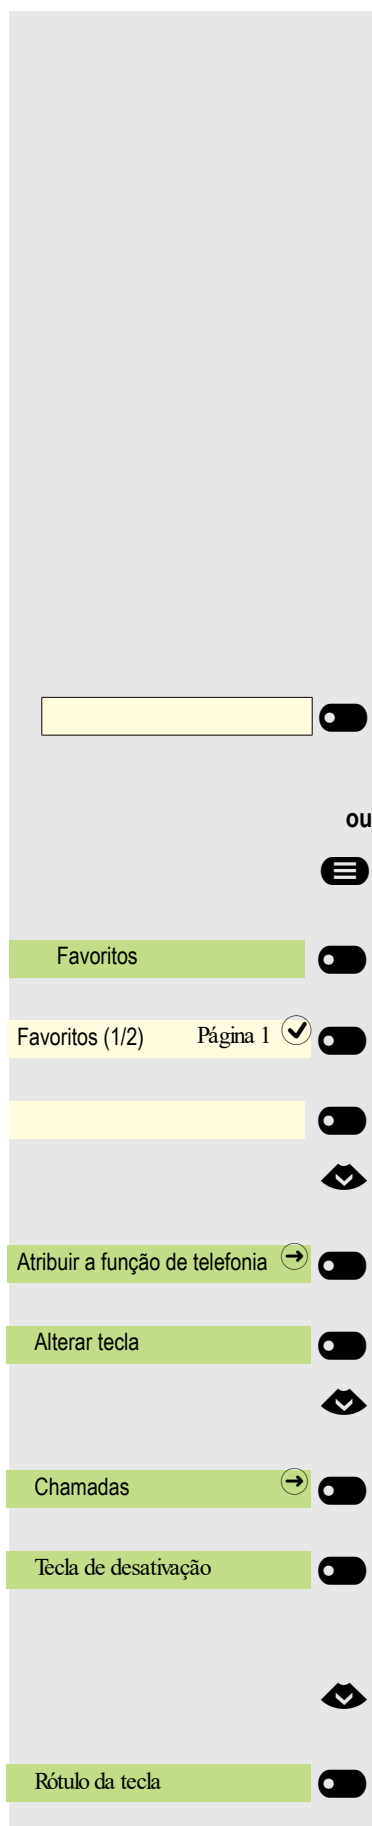 ou
Favoritos
Favoritos (1/2) Página 1
Atribuir a função de telefonia
Alterar tecla
Chamadas
Tecla de desativação
Rótulo da tecla